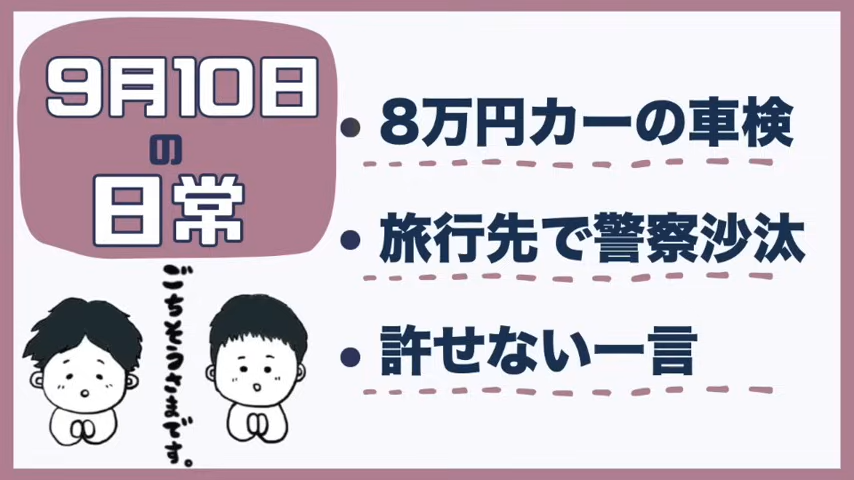 9月10日
の
日常
ごちそうさまです。
・8万円カーの車検
・旅行先で警察沙汰
・許せない一言